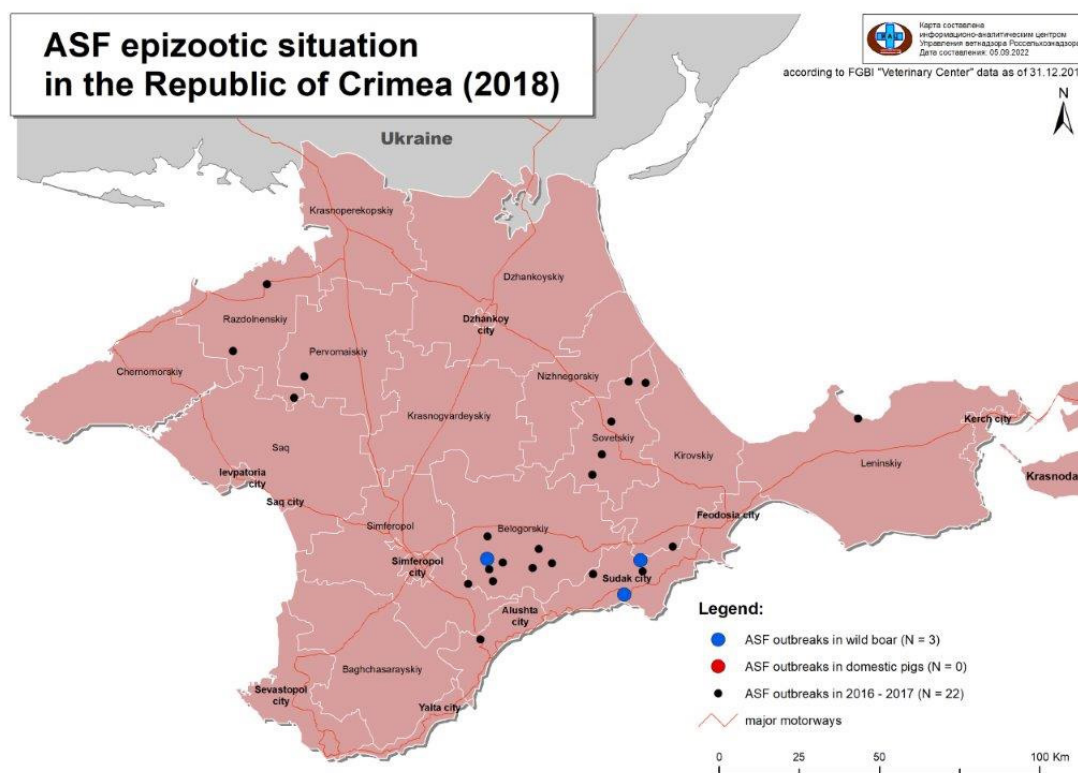 ASF epizootic situation
in the Republic of Crimea (2018)
Карта составлена
информационо-аналитическим центром
Управления ветнадзора Россельхознадзора
Дата составления: 05.09.2022
according to FGBI "Veterinary Center" data as of 31.12.201
N
Ukraine
Krasnoperekopskiy
Dzhankoyskiy
Razdolnenskiy
Dzhankoy
city
Pervomaiskiy
Chernomorskiy
Nizhnegorskiy
Krasnogvardeyskiy
Kerch city
Sovetskiy
Saq
Kirovskiy
Leninskiy
Ievpatoria
city
Krasnoda
Saq city
Feodosia city
Simferopol
Belogorskiy
Simferopol
city
Sudak city
Alushta
city
Baghchasarayskiy
Sevastopol
city
Yalta city
Legend:
ASF outbreaks in wild boar (N = 3)
ASF outbreaks in domestic pigs (N = 0)
ASF outbreaks in 2016 - 2017 (N = 22)
major motorways
0 25 50 100 Km